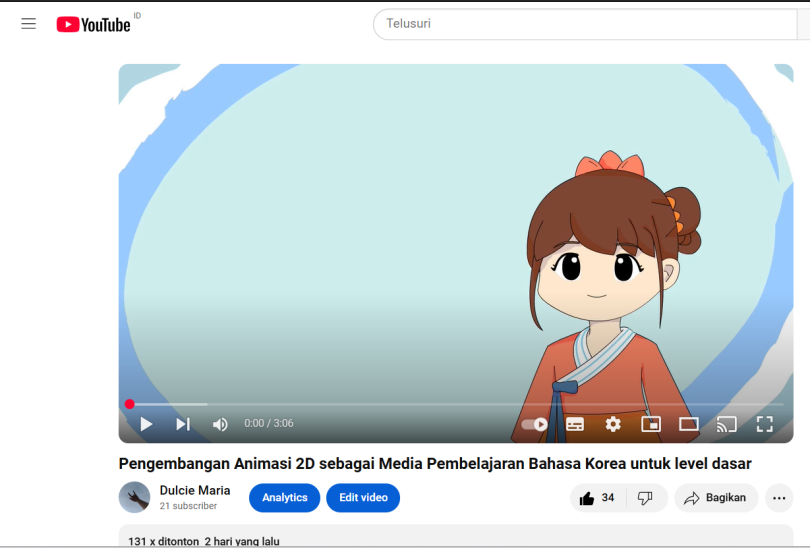 YouTube ID
Telusuri
0:00 / 3:06
Pengembangan Animasi 2D sebagai Media Pembelajaran Bahasa Korea untuk level dasar
Dulcie Maria
21 subscriber
Analytics
Edit video
34
Bagikan
131 x ditonton 2 hari yang lalu